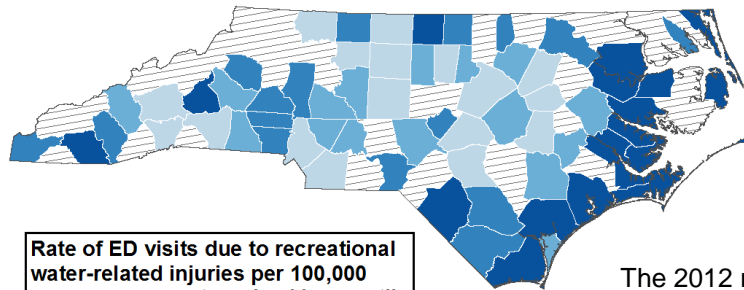 Rate of ED visits due to recreational
water-related injuries per 100,000
The 2012